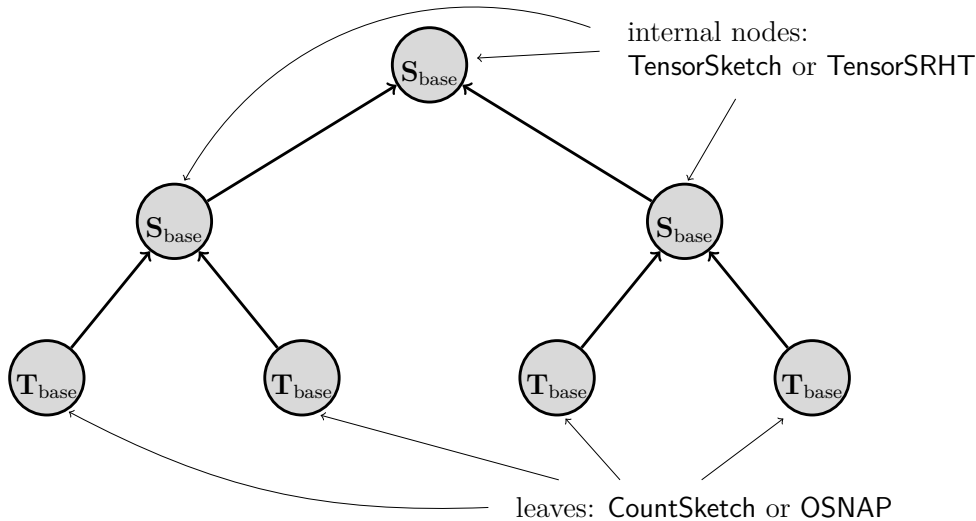 internal nodes:
TensorSketch or TensorSRHT
S_base
S_base
S_base
T_base
T_base
T_base
T_base
leaves: CountSketch or OSNAP